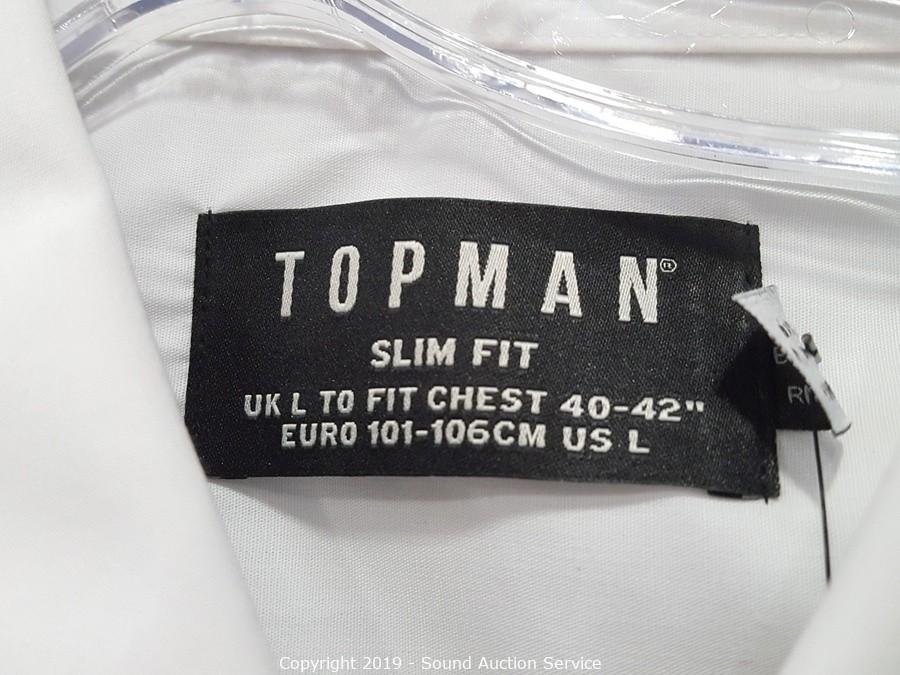 TOPMAN®
SLIM FIT
UK L TO FIT CHEST 40-42"
EURO 101-106CM US L
Copyright 2019 - Sound Auction Service